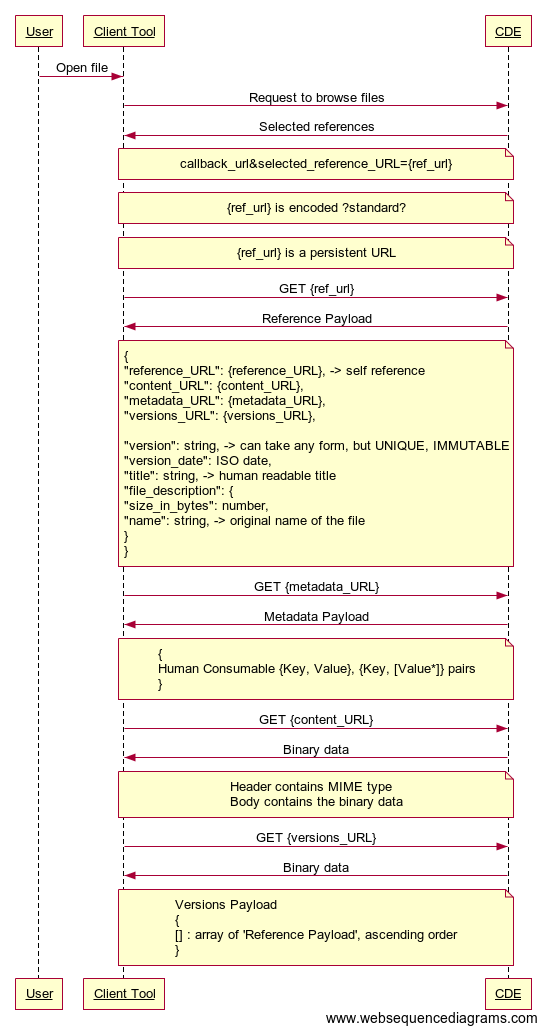 User Client Tool CDE
Open file
Request to browse files
Selected references
callback_url&selected_reference_URL={ref_url}
{ref_url} is encoded ?standard?
{ref_url} is a persistent URL
GET {ref_url}
Reference Payload
{
"reference_URL": {reference_URL}, -> self reference
"content_URL": {content_URL},
"metadata_URL": {metadata_URL},
"versions_URL": {versions_URL},
"version": string, -> can take any form, but UNIQUE, IMMUTABLE
"version_date": ISO date,
"title": string, -> human readable title
"file_description": {
"size_in_bytes": number,
"name": string, -> original name of the file
}
}
GET {metadata_URL}
Metadata Payload
{
Human Consumable {Key, Value}, {Key, [Value*]} pairs
}
GET {content_URL}
Binary data
Header contains MIME type
Body contains the binary data
GET {versions_URL}
Binary data
Versions Payload
{
[] : array of 'Reference Payload', ascending order
}
User Client Tool CDE
www.websequencediagrams.com